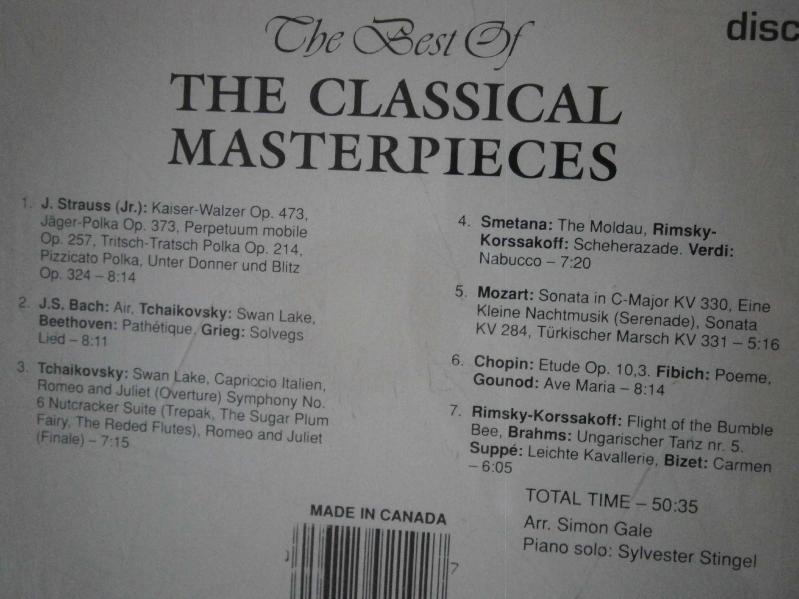 The Best Of
disc
THE CLASSICAL
MASTERPIECES
1. J. Strauss (Jr.): Kaiser-Walzer Op. 473,
Jäger-Polka Op. 373, Perpetuum mobile
Op. 257, Tritsch-Tratsch Polka Op. 214,
Pizzicato Polka, Unter Donner und Blitz
Op. 324 – 8:14
2. J.S. Bach: Air, Tchaikovsky: Swan Lake,
Beethoven: Pathétique, Grieg: Solvegs
Lied – 8:11
3. Tchaikovsky: Swan Lake, Capriccio Italien,
Romeo and Juliet (Overture) Symphony No.
6 Nutcracker Suite (Trepak, The Sugar Plum
Fairy, The Reded Flutes), Romeo and Juliet
(Finale) – 7:15
4. Smetana: The Moldau, Rimsky-
Korssakoff: Scheherazade. Verdi:
Nabucco – 7:20
5. Mozart: Sonata in C-Major KV 330, Eine
Kleine Nachtmusik (Serenade), Sonata
KV 284, Türkischer Marsch KV 331 – 5:16
6. Chopin: Etude Op. 10,3. Fibich: Poeme,
Gounod: Ave Maria – 8:14
7. Rimsky-Korssakoff: Flight of the Bumble
Bee, Brahms: Ungarischer Tanz nr. 5.
Suppé: Leichte Kavallerie, Bizet: Carmen
– 6:05
TOTAL TIME – 50:35
Arr. Simon Gale
Piano solo: Sylvester Stingel
MADE IN CANADA
7